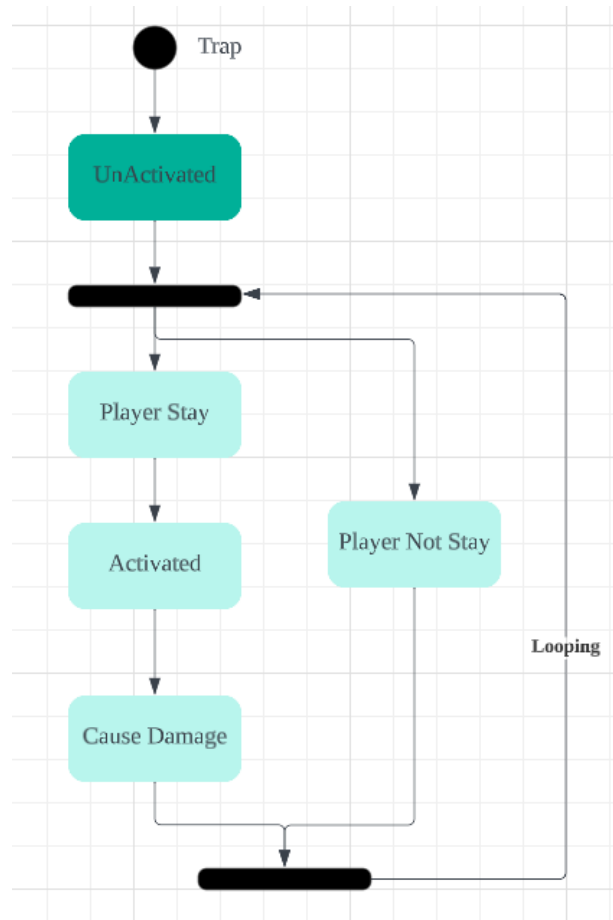 Trap
UnActivated
Player Stay
Activated
Player Not Stay
Looping
Cause Damage